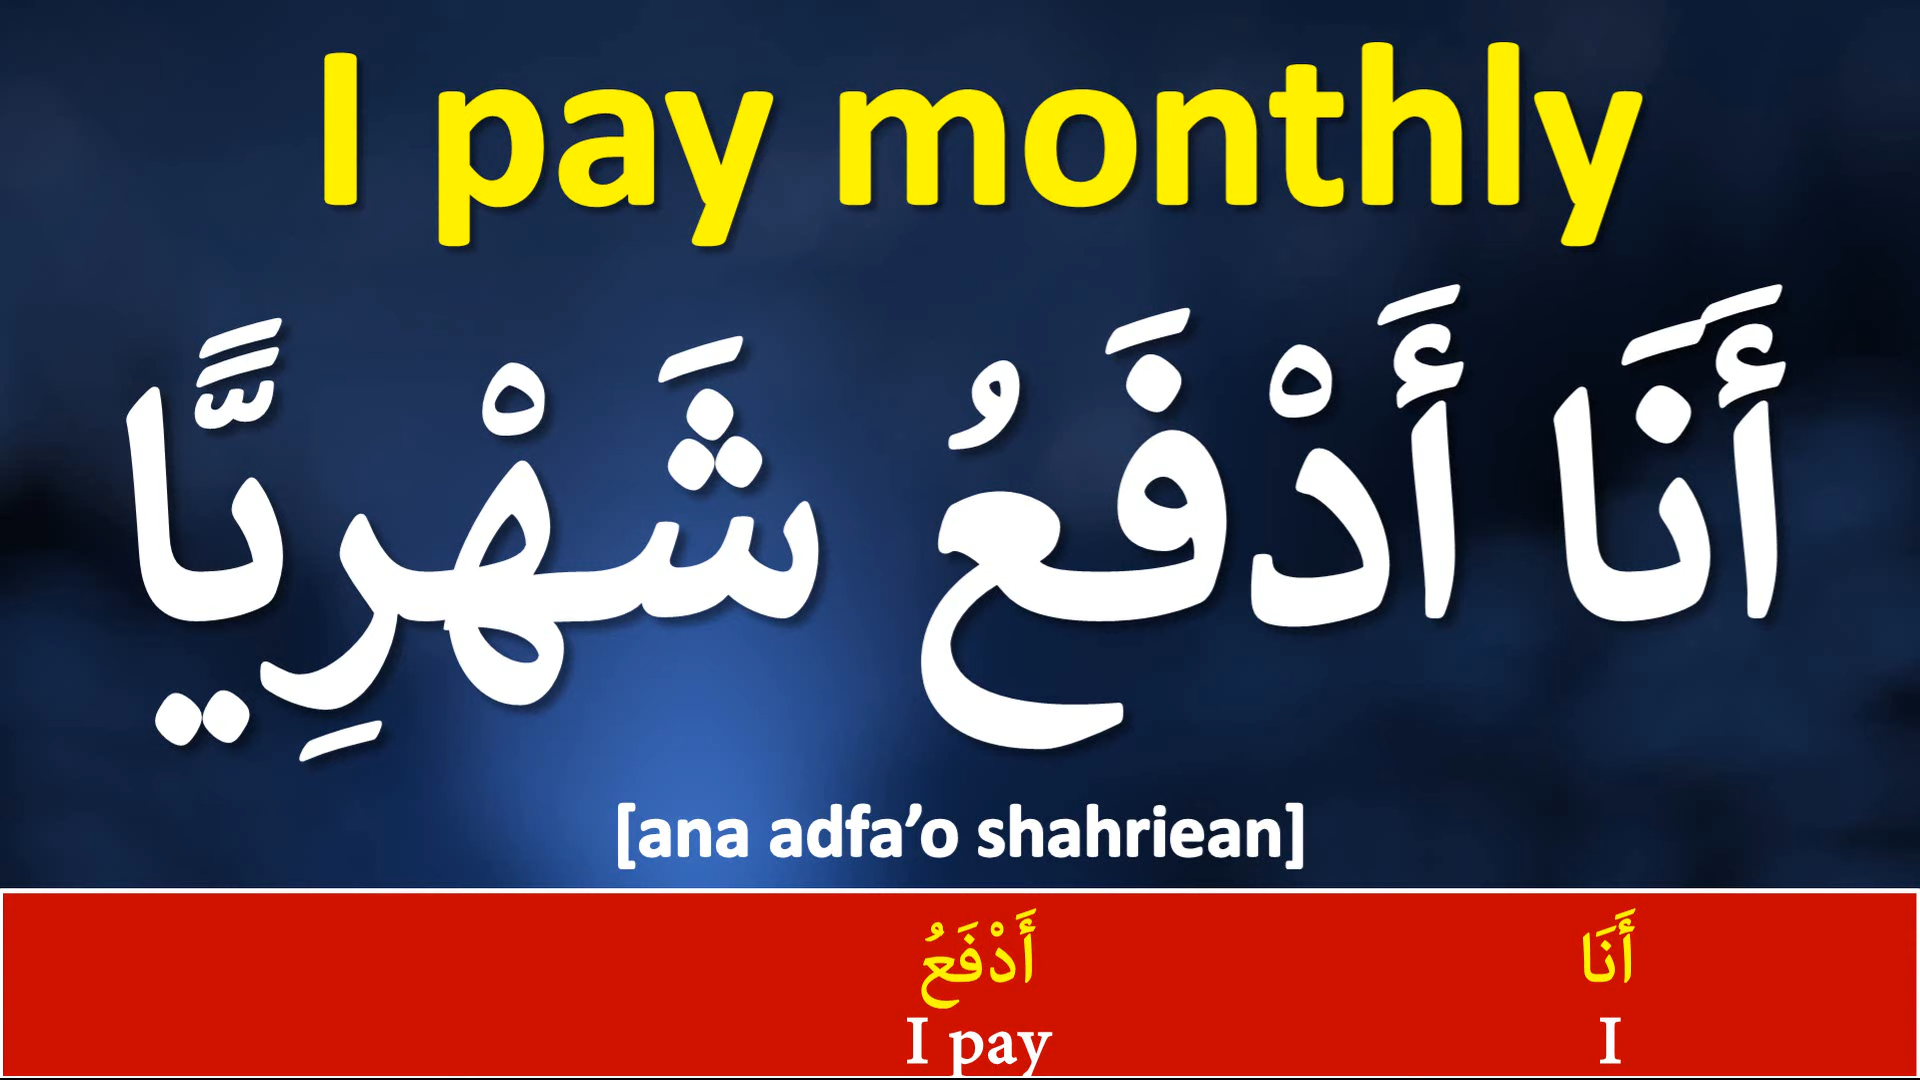 I pay monthly
أَنَا أَدْفَعُ شَهْرِيًّا
[ana adfa’o shahriean]
أَنَا أَدْفَعُ
I I pay